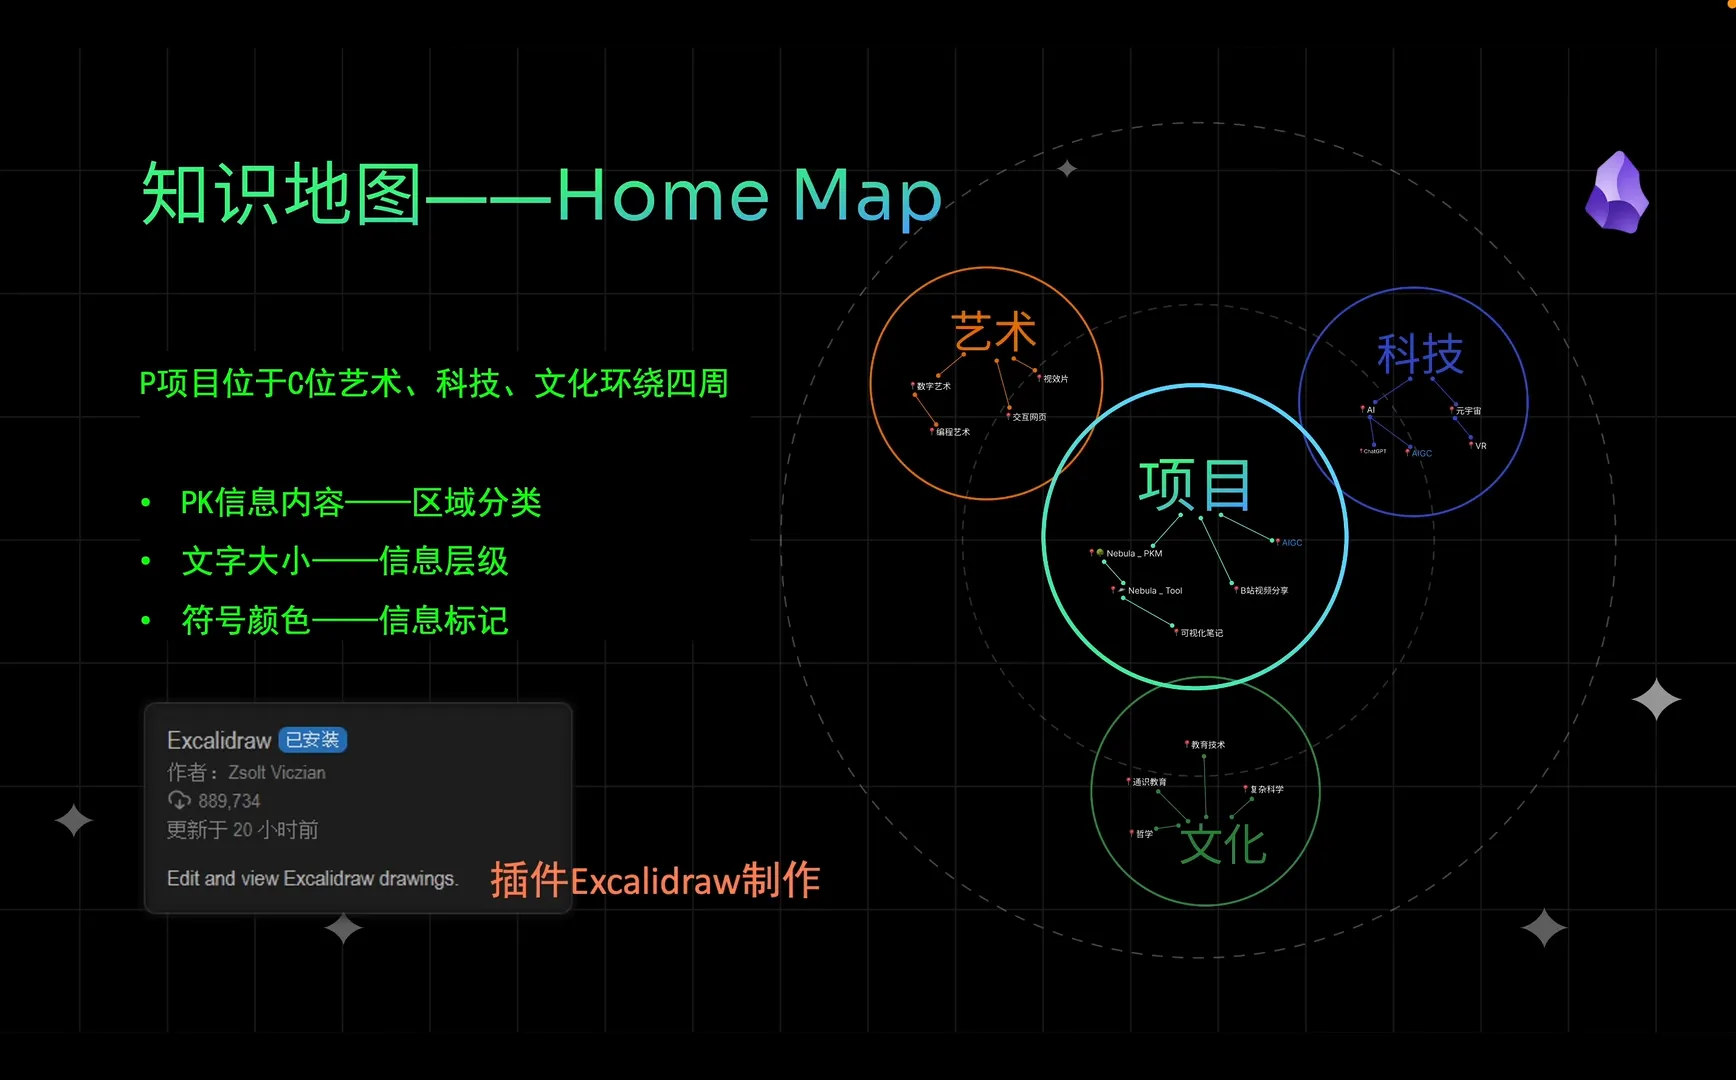 知识地图——Home Map
P项目位于C位艺术、科技、文化环绕四周
• PK信息内容——区域分类
• 文字大小——信息层级
• 符号颜色——信息标记
Excalidraw 已安装
作者：Zsolt Viczian
889,734
更新于 20 小时前
Edit and view Excalidraw drawings.
插件Excalidraw制作
艺术
数字艺术
视效片
交互网页
编程艺术
科技
AI
元宇宙
ChatGPT
AIGC
VR
项目
AIGC
Nebula _ PKM
Nebula _ Tool
B站视频分享
可视化笔记
教育技术
通识教育
复杂科学
哲学
文化